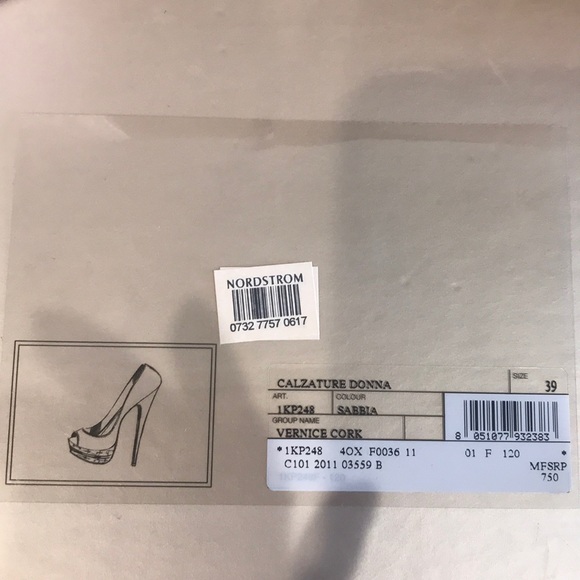 NORDSTROM
0732 7757 0617
CALZATURE DONNA
SIZE
39
ART.
COLOUR
1KP248
SABBIA
GROUP NAME
VERNICE CORK
8 051077 932383
*1KP248 4OX F0036 11 01 F 120 *
C101 2011 03559 B
MFSRP
750